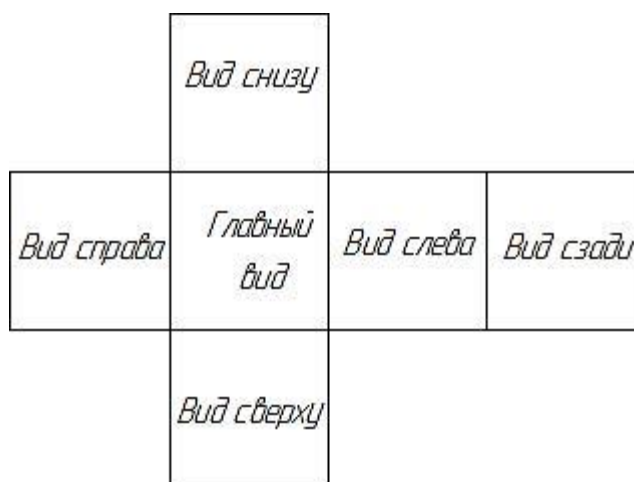 Вид снизу
Вид справа
Главный
вид
Вид слева
Вид сзади
Вид сверху